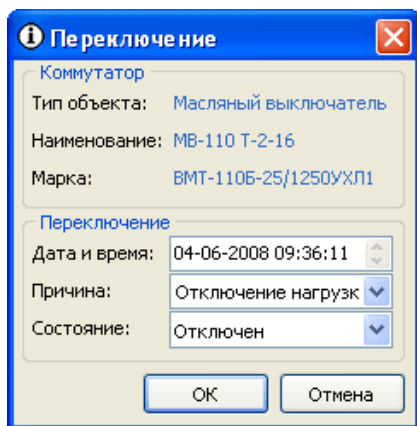 Переключение
Коммутатор
Тип объекта: Масляный выключатель
Наименование: МВ-110 Т-2-16
Марка: ВМТ-110Б-25/1250УХЛ1
Переключение
Дата и время: 04-06-2008 09:36:11
Причина: Отключение нагрузк
Состояние: Отключен
ОК Отмена